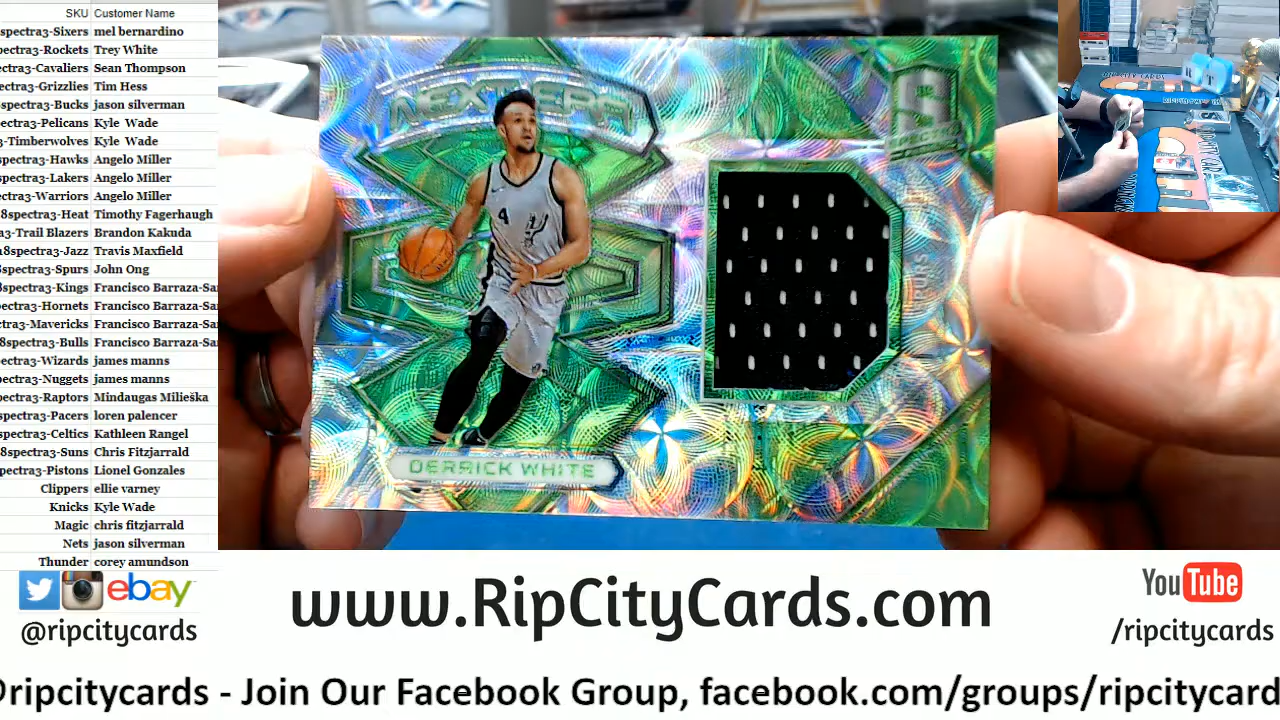 SKU Customer Name
spectra3-Sixers mel bernardino
spectra3-Rockets Trey White
ectra3-Cavaliers Sean Thompson
ectra3-Grizzlies Tim Hess
8spectra3-Bucks jason silverman
pectra3-Pelicans Kyle Wade
3-Timberwolves Kyle Wade
spectra3-Hawks Angelo Miller
spectra3-Lakers Angelo Miller
ectra3-Warriors Angelo Miller
8spectra3-Heat Timothy Fagerhaugh
a3-Trail Blazers Brandon Kakuda
18spectra3-Jazz Travis Maxfield
8spectra3-Spurs John Ong
8spectra3-Kings Francisco Barraza-Sa
pectra3-Hornets Francisco Barraza-Sa
tra3-Mavericks Francisco Barraza-Sa
8spectra3-Bulls Francisco Barraza-Sa
ectra3-Wizards james manns
ectra3-Nuggets james manns
pectra3-Raptors Mindaugas Milieška
spectra3-Pacers loren palencer
spectra3-Celtics Kathleen Rangel
8spectra3-Suns Chris Fitzjarrald
pectra3-Pistons Lionel Gonzales
Clippers ellie varney
Knicks Kyle Wade
Magic chris fitzjarrald
Nets jason silverman
Thunder corey amundson
NEXT ERA
4
DERRICK WHITE
ebay
@ripcitycards
www.RipCityCards.com
YouTube
/ripcitycards
ripcitycards - Join Our Facebook Group, facebook.com/groups/ripcitycard